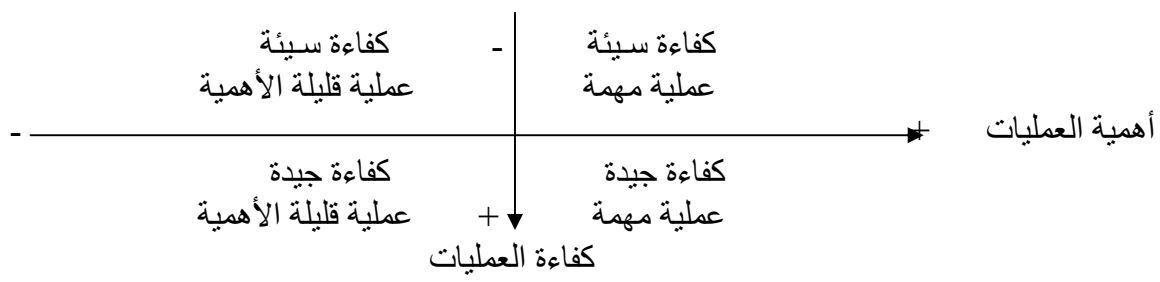 كفاءة سيئة - كفاءة سيئة
عملية مهمة عملية قليلة الأهمية
أهمية العمليات + -
كفاءة جيدة كفاءة جيدة
عملية مهمة + عملية قليلة الأهمية
كفاءة العمليات